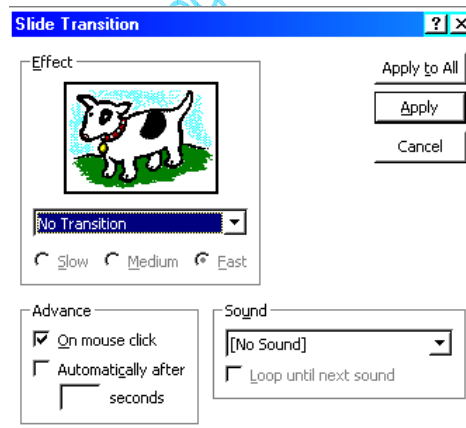 Slide Transition
Effect
Apply to All
Apply
Cancel
No Transition
Slow Medium Fast
Advance
On mouse click
Automatically after
seconds
Sound
[No Sound]
Loop until next sound